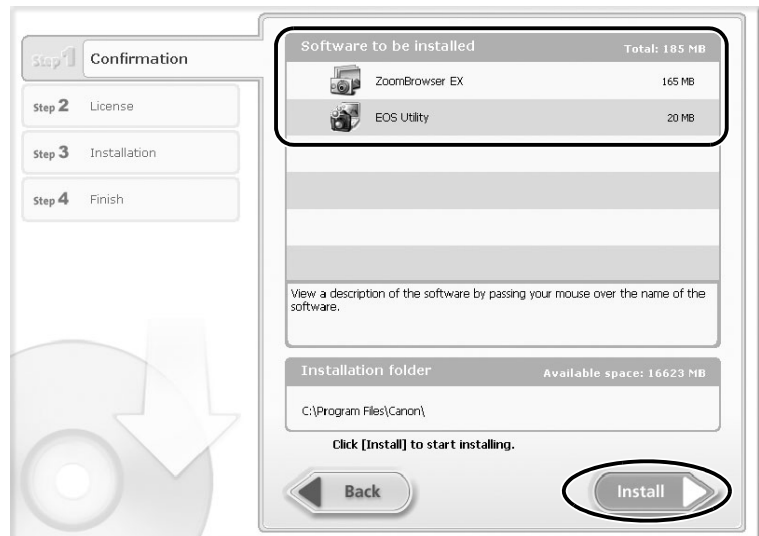 Step 1 Confirmation
Step 2 License
Step 3 Installation
Step 4 Finish
Software to be installed Total: 185 MB
ZoomBrowser EX 165 MB
EOS Utility 20 MB
View a description of the software by passing your mouse over the name of the
software.
Installation folder Available space: 16623 MB
C:\Program Files\Canon\
Click [Install] to start installing.
Back Install